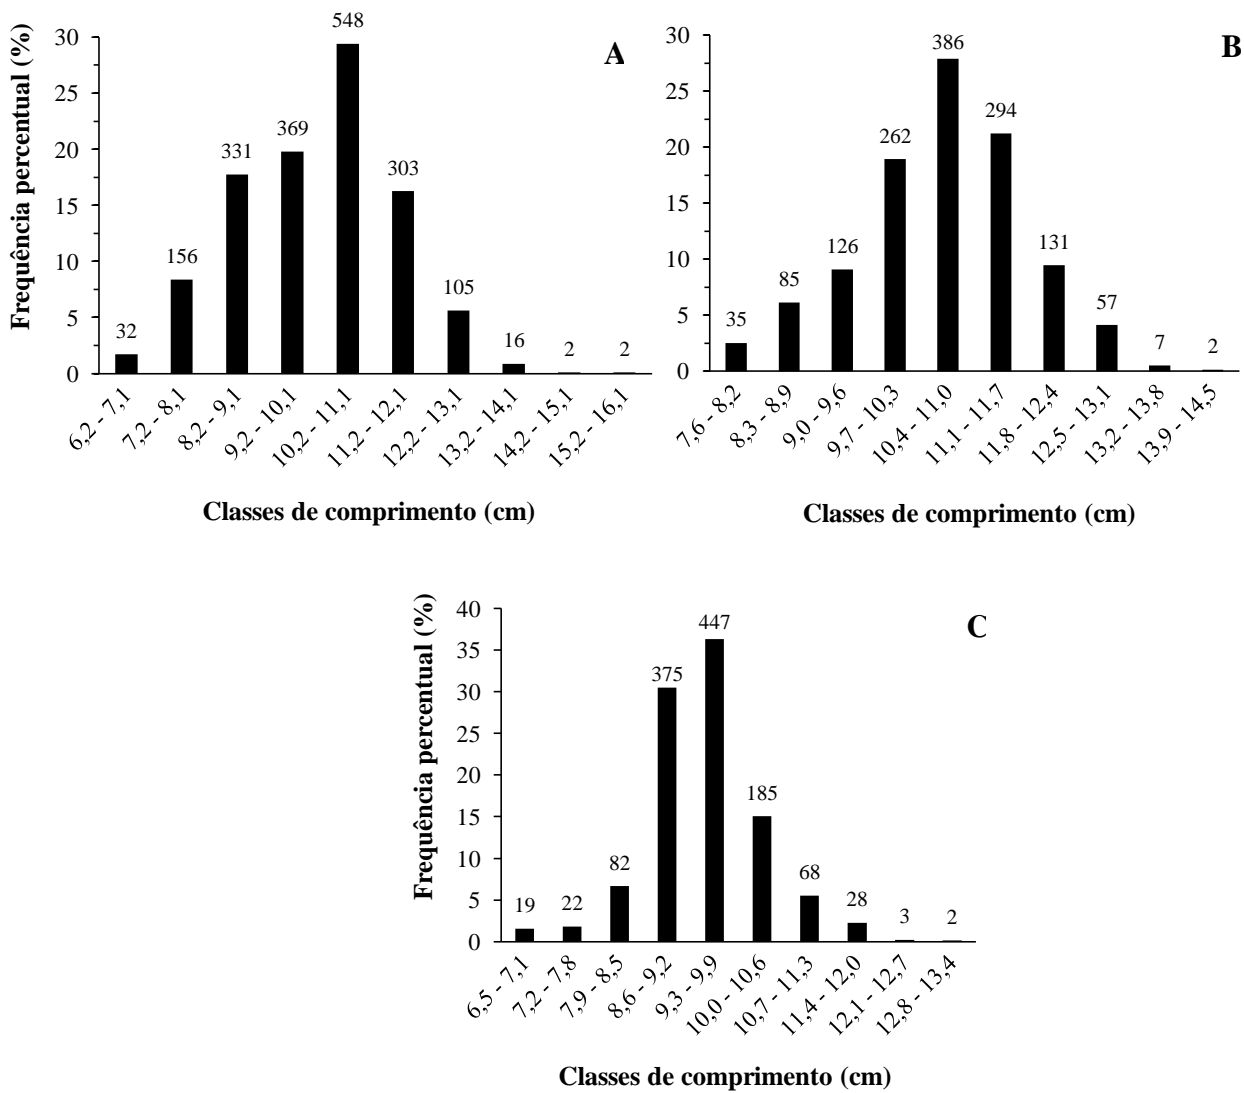 A
Frequência percentual (%)
30
25
20
15
10
5
0
32
156
331
369
548
303
105
16
2
2
6,2 - 7,1
7,2 - 8,1
8,2 - 9,1
9,2 - 10,1
10,2 - 11,1
11,2 - 12,1
12,2 - 13,1
13,2 - 14,1
14,2 - 15,1
15,2 - 16,1
Classes de comprimento (cm)
B
30
25
20
15
10
5
0
35
85
126
262
386
294
131
57
7
2
7,6 - 8,2
8,3 - 8,9
9,0 - 9,6
9,7 - 10,3
10,4 - 11,0
11,1 - 11,7
11,8 - 12,4
12,5 - 13,1
13,2 - 13,8
13,9 - 14,5
Classes de comprimento (cm)
C
Frequência percentual (%)
40
35
30
25
20
15
10
5
0
19
22
82
375
447
185
68
28
3
2
6,5 - 7,1
7,2 - 7,8
7,9 - 8,5
8,6 - 9,2
9,3 - 9,9
10,0 - 10,6
10,7 - 11,3
11,4 - 12,0
12,1 - 12,7
12,8 - 13,4
Classes de comprimento (cm)